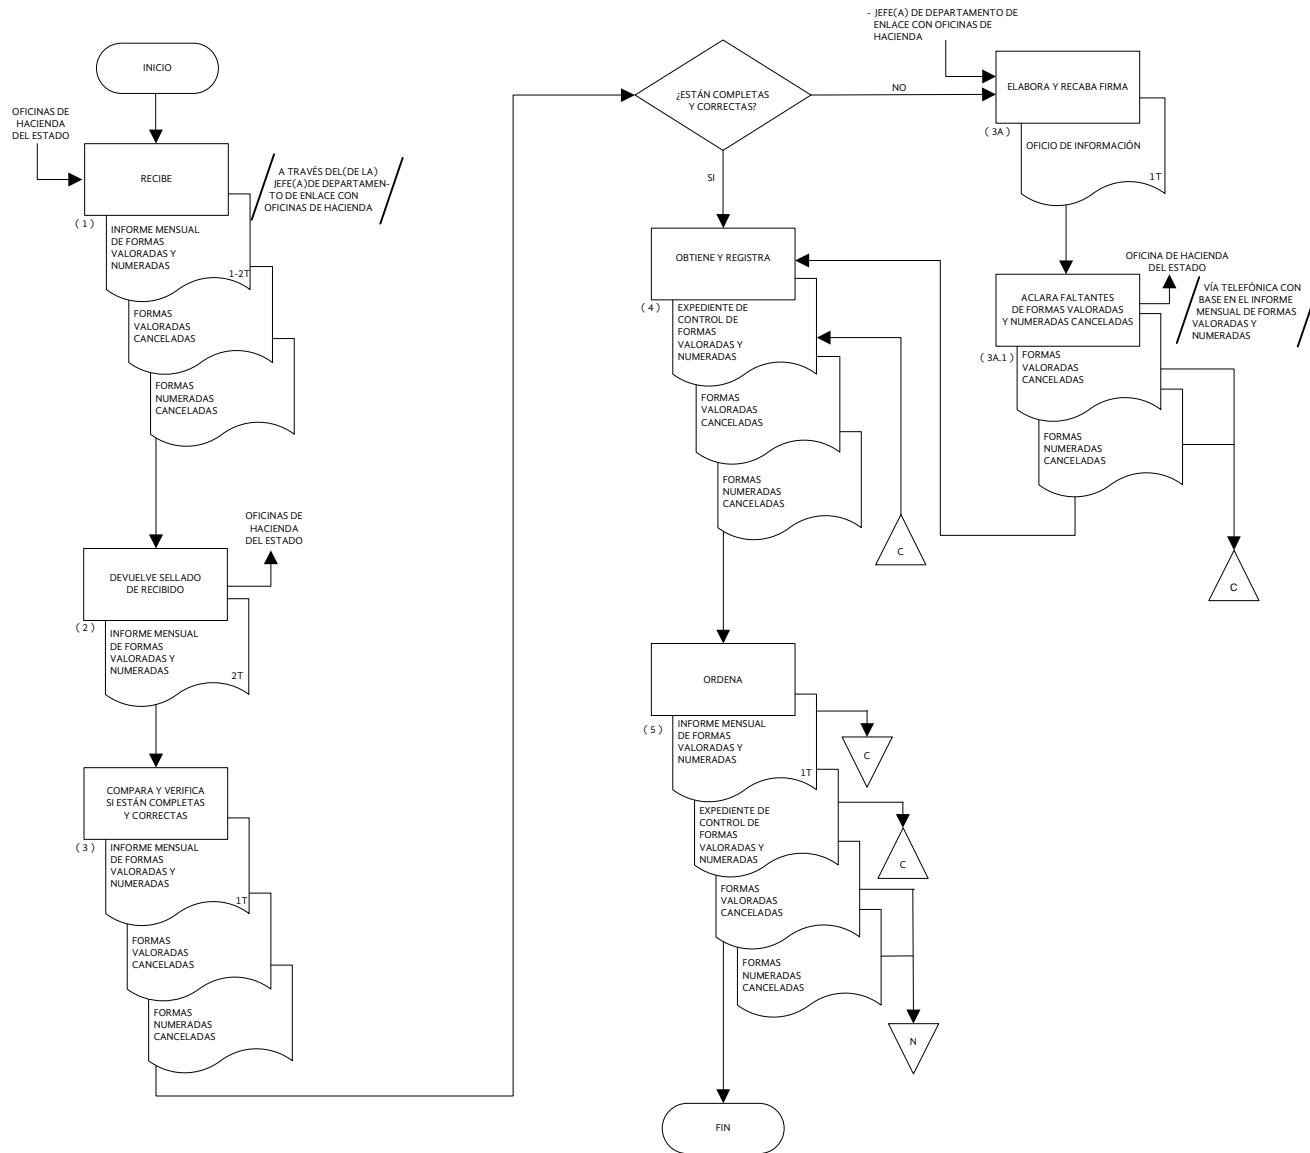 INICIO
OFICINAS DE
HACIENDA
DEL ESTADO
RECIBE
A TRAVÉS DEL(DE LA)
JEFE(A)DE DEPARTAMEN-
TO DE ENLACE CON
OFICINAS DE HACIENDA
( 1 )
INFORME MENSUAL
DE FORMAS
VALORADAS Y
NUMERADAS
1-2T
FORMAS
VALORADAS
CANCELADAS
FORMAS
NUMERADAS
CANCELADAS
OFICINAS DE
HACIENDA
DEL ESTADO
DEVUELVE SELLADO
DE RECIBIDO
( 2 )
INFORME MENSUAL
DE FORMAS
VALORADAS Y
NUMERADAS
2T
COMPARA Y VERIFICA
SI ESTÁN COMPLETAS
Y CORRECTAS
( 3 )
INFORME MENSUAL
DE FORMAS
VALORADAS Y
NUMERADAS
1T
FORMAS
VALORADAS
CANCELADAS
FORMAS
NUMERADAS
CANCELADAS
¿ESTÁN COMPLETAS
Y CORRECTAS?
NO
SI
- JEFE(A) DE DEPARTAMENTO DE
ENLACE CON OFICINAS DE
HACIENDA
ELABORA Y RECABA FIRMA
( 3A )
OFICIO DE INFORMACIÓN
1T
OFICINA DE HACIENDA
DEL ESTADO
ACLARA FALTANTES
DE FORMAS VALORADAS
Y NUMERADAS CANCELADAS
VÍA TELEFÓNICA CON
BASE EN EL INFORME
MENSUAL DE FORMAS
VALORADAS Y
NUMERADAS
( 3A.1 )
FORMAS
VALORADAS
CANCELADAS
FORMAS
NUMERADAS
CANCELADAS
C
OBTIENE Y REGISTRA
( 4 )
EXPEDIENTE DE
CONTROL DE
FORMAS
VALORADAS Y
NUMERADAS
FORMAS
VALORADAS
CANCELADAS
FORMAS
NUMERADAS
CANCELADAS
C
ORDENA
( 5 )
INFORME MENSUAL
DE FORMAS
VALORADAS Y
NUMERADAS
1T
C
EXPEDIENTE DE
CONTROL DE
FORMAS
VALORADAS Y
NUMERADAS
C
FORMAS
VALORADAS
CANCELADAS
FORMAS
NUMERADAS
CANCELADAS
N
FIN